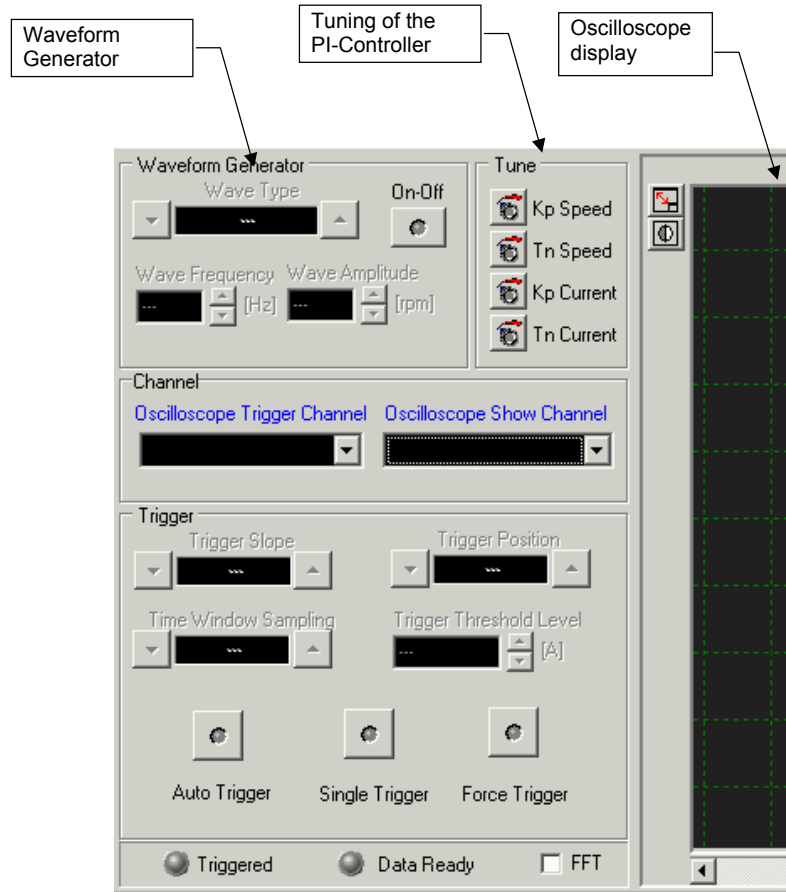 Waveform
Generator
Tuning of the
PI-Controller
Oscilloscope
display
Waveform Generator
Wave Type
On-Off
---
Wave Frequency
Wave Amplitude
---
[Hz]
---
[rpm]
Tune
Kp Speed
Tn Speed
Kp Current
Tn Current
Channel
Oscilloscope Trigger Channel
Oscilloscope Show Channel
Trigger
Trigger Slope
Trigger Position
---
---
Time Window Sampling
Trigger Threshold Level
---
---
[A]
Auto Trigger
Single Trigger
Force Trigger
Triggered
Data Ready
FFT